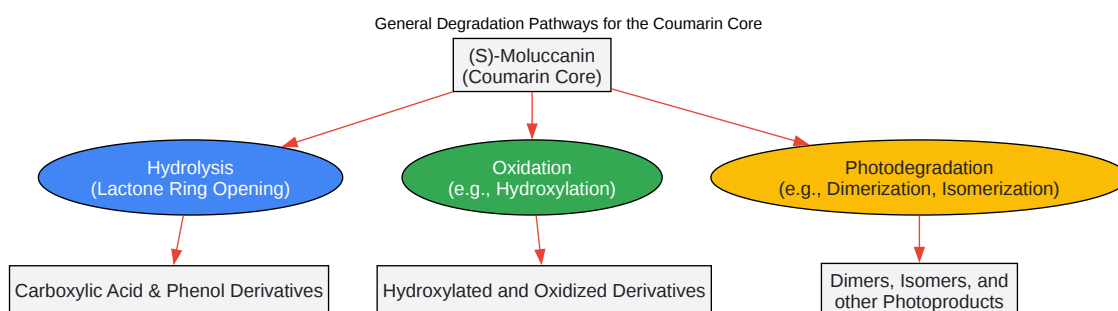 General Degradation Pathways for the Coumarin Core
(S)-Moluccanin
(Coumarin Core)
Hydrolysis
(Lactone Ring Opening)
Oxidation
(e.g., Hydroxylation)
Photodegradation
(e.g., Dimerization, Isomerization)
Carboxylic Acid & Phenol Derivatives
Hydroxylated and Oxidized Derivatives
Dimers, Isomers, and
other Photoproducts